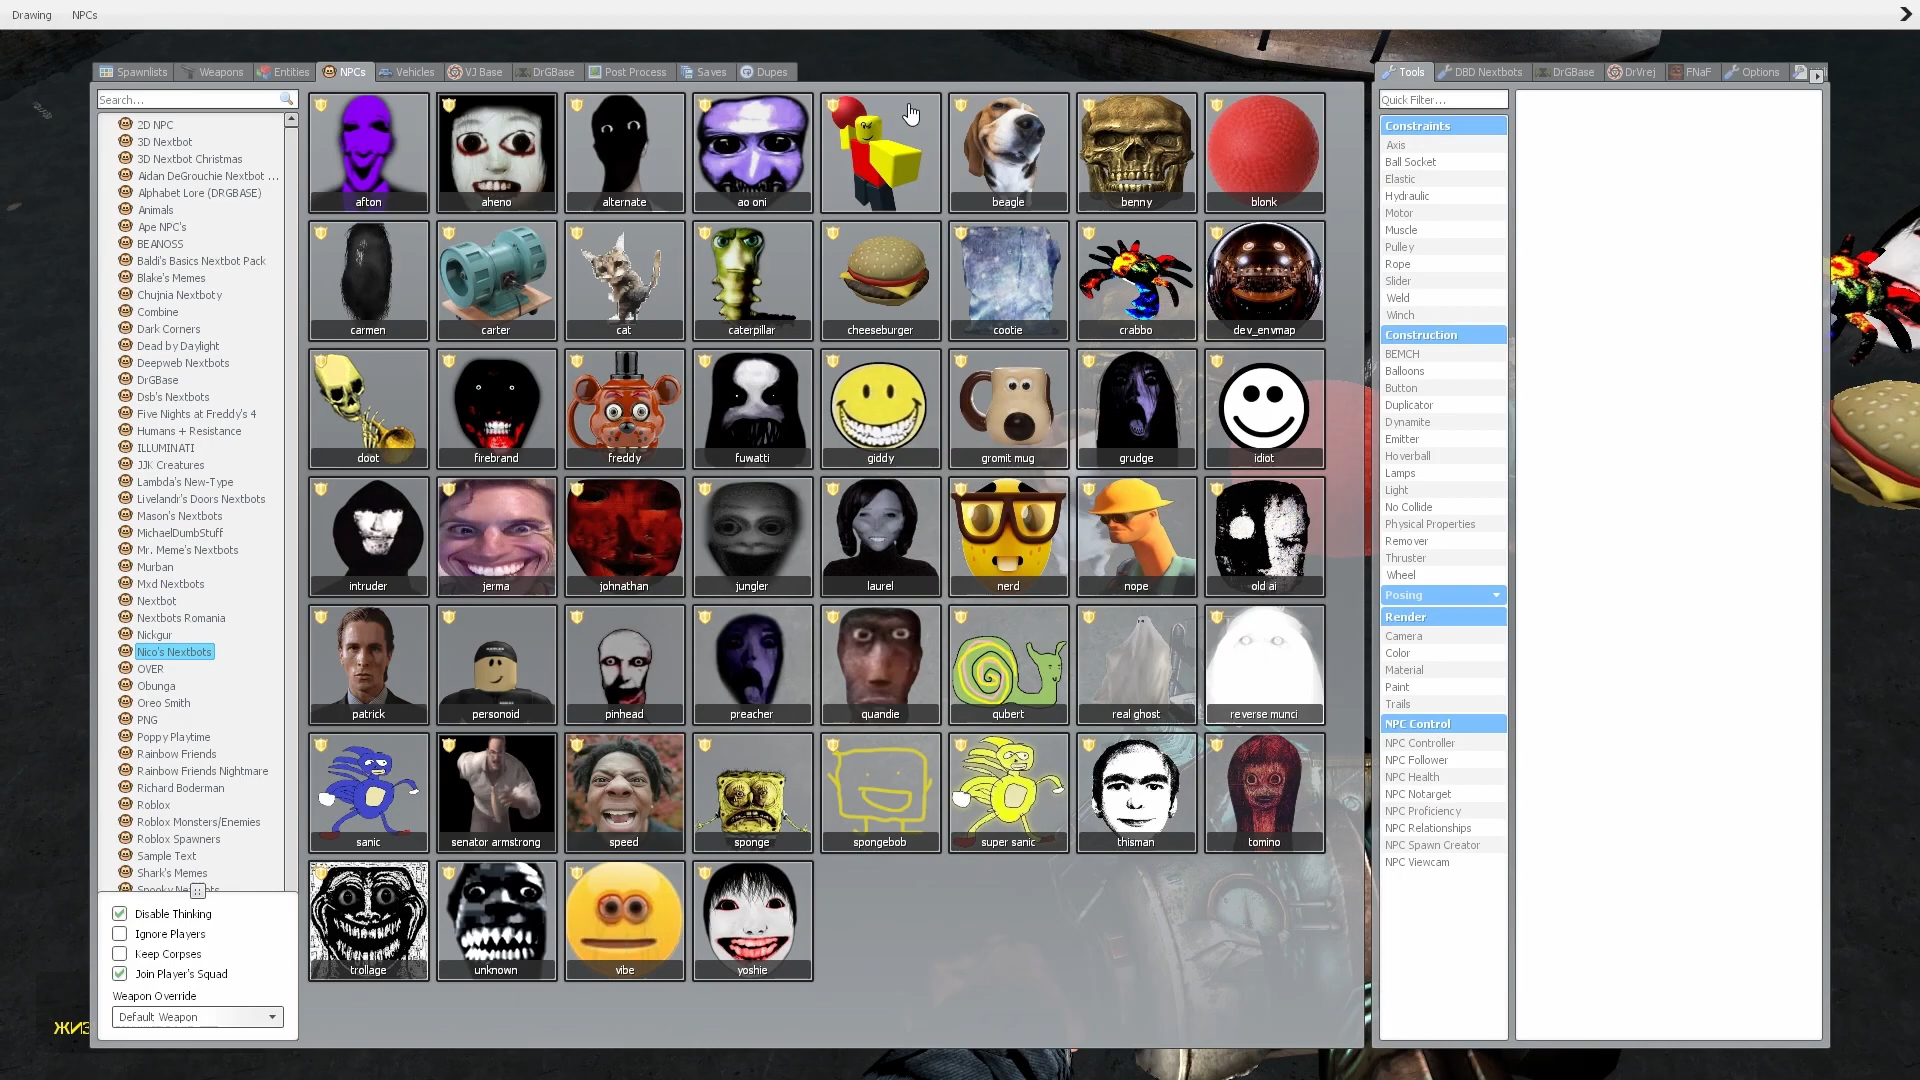 Drawing NPCs
Spawnlists Weapons Entities NPCs Vehicles VJ Base DrGBase Post Process Saves Dupes
Search...
2D NPC
3D Nextbot
3D Nextbot Christmas
Aidan DeGrouchie Nextbot ...
Alphabet Lore (DRGBASE)
Animals
Ape NPC's
BEANOSS
Baldi's Basics Nextbot Pack
Blake's Memes
Chujnia Nextboty
Combine
Dark Corners
Dead by Daylight
Deepweb Nextbots
DrGBase
Dsb's Nextbots
Five Nights at Freddy's 4
Humans + Resistance
ILLUMINATI
JJK Creatures
Lambda's New-Type
Livelandr's Doors Nextbots
Mason's Nextbots
MichaelDumbStuff
Mr. Meme's Nextbots
Murban
Mxd Nextbots
Nextbot
Nextbots Romania
Nickgur
Nico's Nextbots
OVER
Obunga
Oreo Smith
PNG
Poppy Playtime
Rainbow Friends
Rainbow Friends Nightmare
Richard Boderman
Roblox
Roblox Monsters/Enemies
Roblox Spawners
Sample Text
Shark's Memes
Disable Thinking
Ignore Players
Keep Corpses
Join Player's Squad
Weapon Override
Default Weapon
ЖИЗ
afton aheno alternate ao oni beagle benny blonk
carmen carter cat caterpillar cheeseburger cootie crabbo dev_envmap
doot firebrand freddy fuwatti giddy gromit mug grudge idiot
intruder jerma johnathan jungler laurel nerd nope old ai
patrick personoid pinhead preacher quandie qubert real ghost reverse munci
sanic senator armstrong speed sponge spongebob super sanic thisman tomino
trollage unknown vibe yoshie
Tools DBD Nextbots DrGBase DrVrej FNaF Options
Quick Filter...
Constraints
Axis
Ball Socket
Elastic
Hydraulic
Motor
Muscle
Pulley
Rope
Slider
Weld
Winch
Construction
BEMCH
Balloons
Button
Duplicator
Dynamite
Emitter
Hoverball
Lamps
Light
No Collide
Physical Properties
Remover
Thruster
Wheel
Posing
Render
Camera
Color
Material
Paint
Trails
NPC Control
NPC Controller
NPC Follower
NPC Health
NPC Notarget
NPC Proficiency
NPC Relationships
NPC Spawn Creator
NPC Viewcam